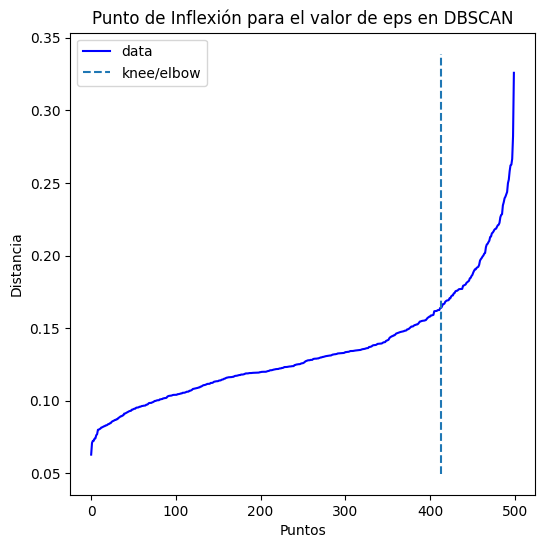 Punto de Inflexión para el valor de eps en DBSCAN
data
knee/elbow
0.35
0.30
0.25
0.20
0.15
0.10
0.05
Distancia
0 100 200 300 400 500
Puntos